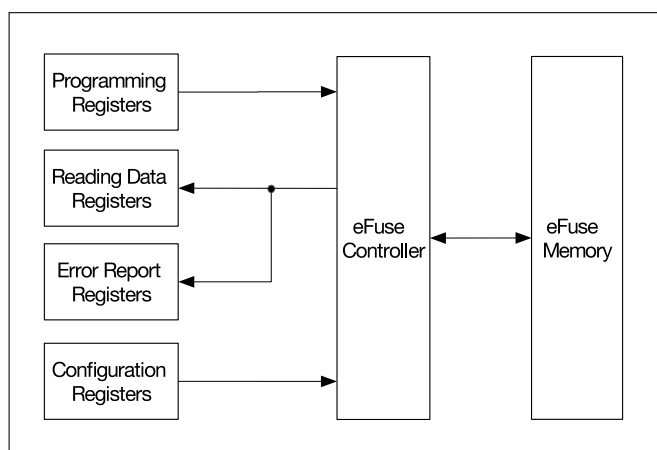 Programming
Registers
Reading Data
Registers
Error Report
Registers
Configuration
Registers
eFuse
Controller
eFuse
Memory